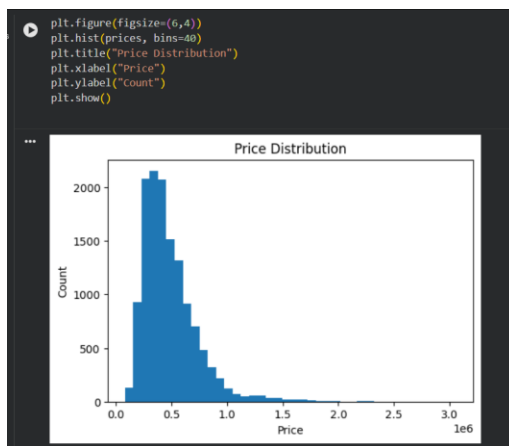 plt.figure(figsize=(6,4))
plt.hist(prices, bins=40)
plt.title("Price Distribution")
plt.xlabel("Price")
plt.ylabel("Count")
plt.show()
Price Distribution
2000
1500
1000
500
0
Count
0.0 0.5 1.0 1.5 2.0 2.5 3.0
1e6
Price